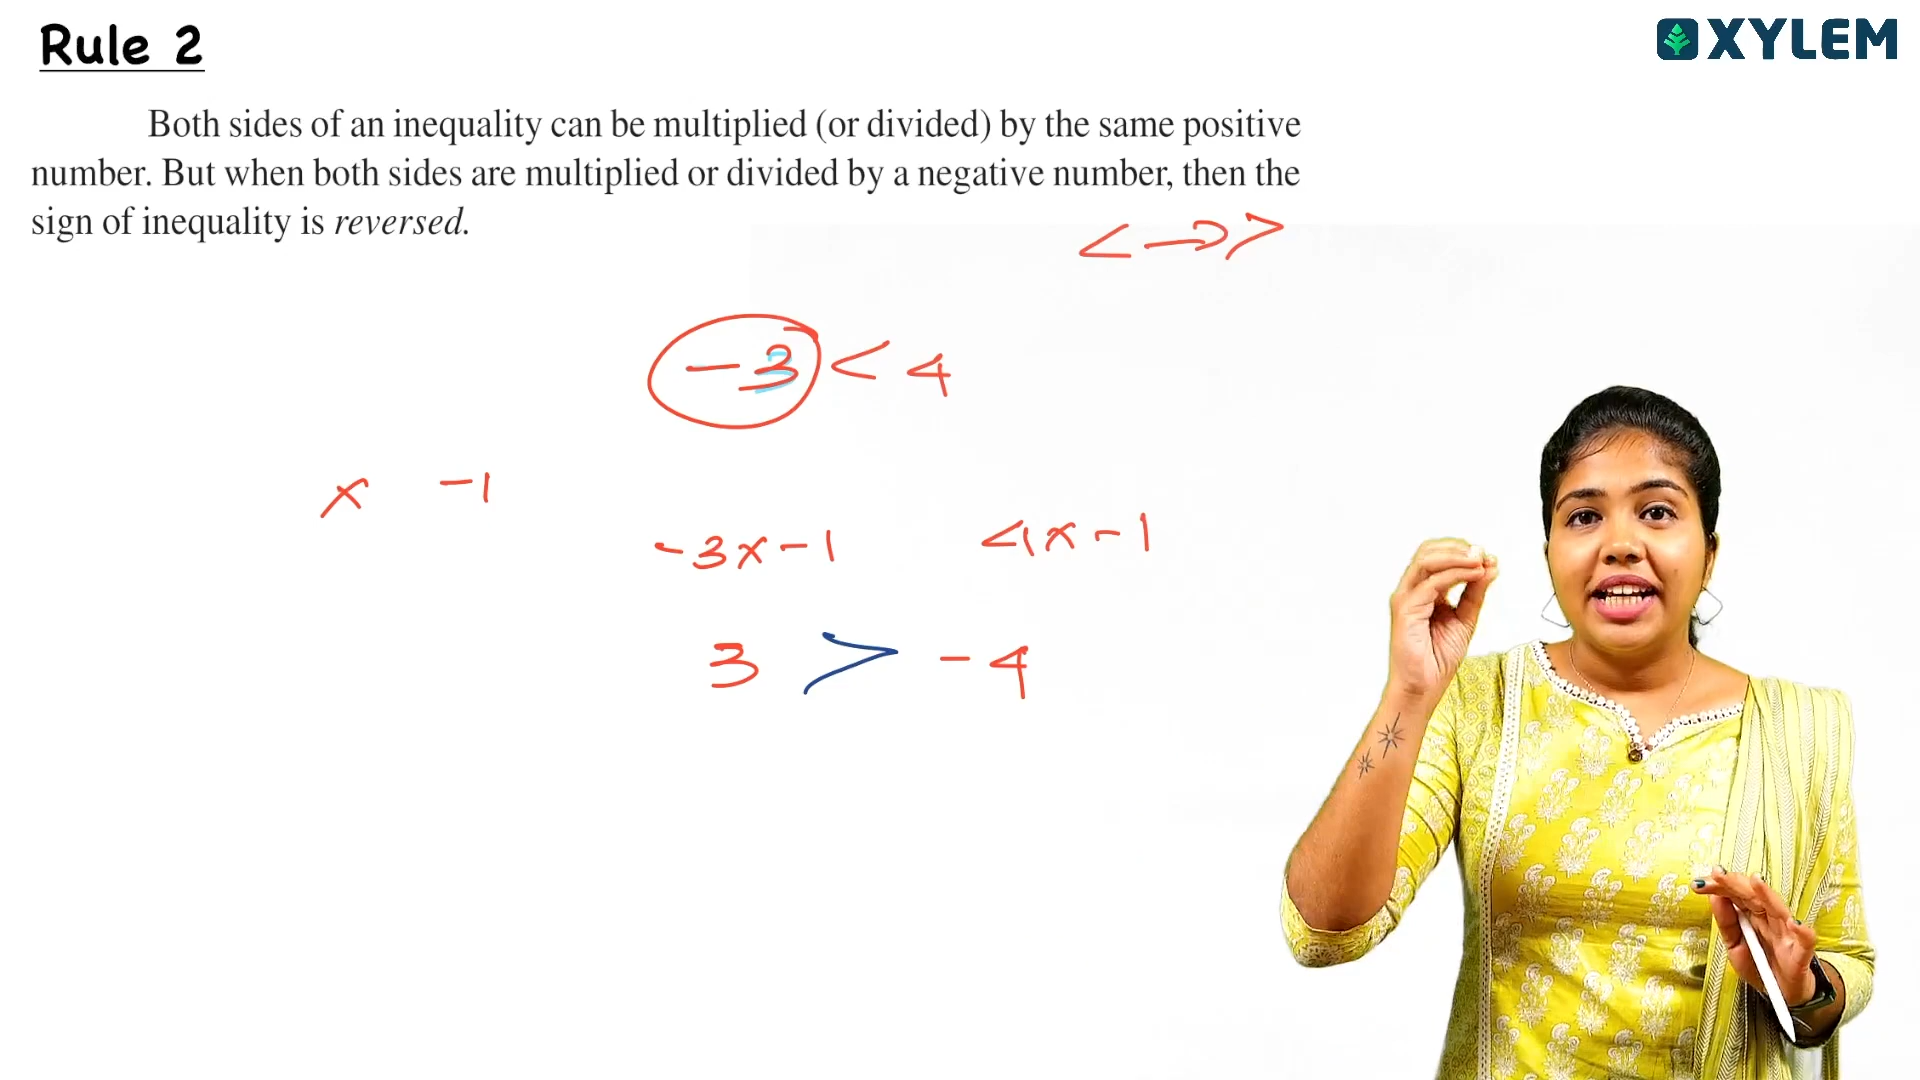 Rule 2
XYLEM
Both sides of an inequality can be multiplied (or divided) by the same positive
number. But when both sides are multiplied or divided by a negative number, then the
sign of inequality is reversed.
< → >
-3 < 4
× -1
-3 × -1 4 × -1
3 > -4